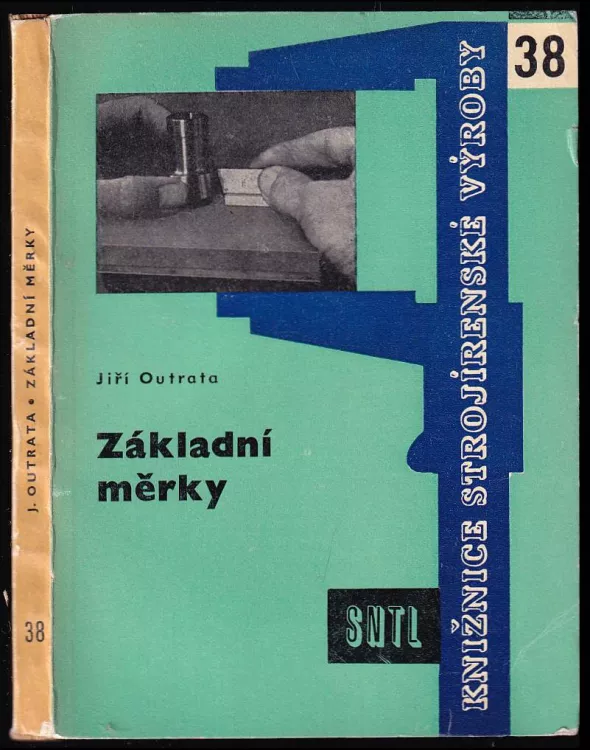 J. OUTRATA • ZÁKLADNÍ MĚRKY
38
38
KNIŽNICE STROJÍRENSKÉ VÝROBY
Jiří Outrata
Základní
měrky
SNTL